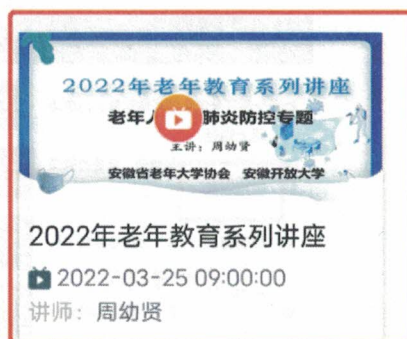 2022年老年教育系列讲座
老年人 肺炎防控专题
主讲：周幼贤
安徽省老年大学协会 安徽开放大学
2022年老年教育系列讲座
2022-03-25 09:00:00
讲师：周幼贤